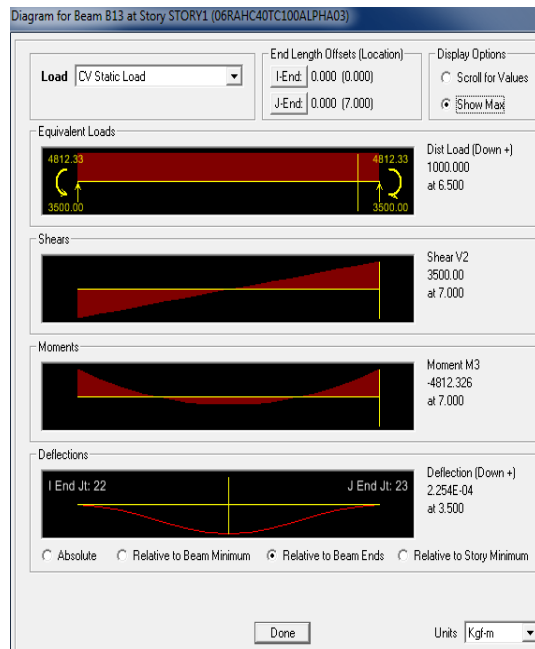 Diagram for Beam B13 at Story STORY1 (06RAHC40TC100ALPHA03)
Load CV Static Load
End Length Offsets (Location)
I-End: 0.000 (0.000)
J-End: 0.000 (7.000)
Display Options
Scroll for Values
Show Max
Equivalent Loads
4812.33 4812.33
3500.00 3500.00
Dist Load (Down +)
1000.000
at 6.500
Shears
Shear V2
3500.00
at 7.000
Moments
Moment M3
-4812.326
at 7.000
Deflections
I End Jt: 22 J End Jt: 23
Deflection (Down +)
2.254E-04
at 3.500
Absolute Relative to Beam Minimum Relative to Beam Ends Relative to Story Minimum
Done
Units Kgf-m